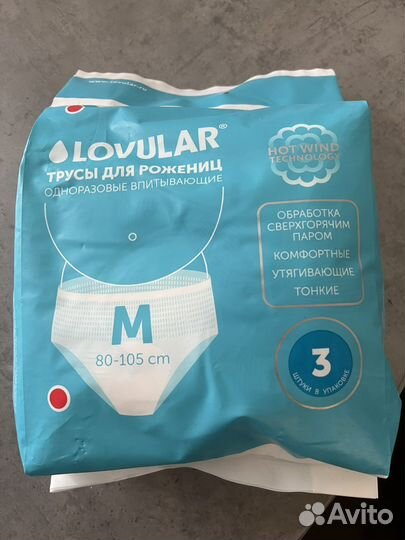 www.lovular.ru
LOVULAR®
ТРУСЫ ДЛЯ РОЖЕНИЦ
ОДНОРАЗОВЫЕ ВПИТЫВАЮЩИЕ
HOT WIND
TECHNOLOGY
ОБРАБОТКА
СВЕРХГОРЯЧИМ
ПАРОМ
КОМФОРТНЫЕ
УТЯГИВАЮЩИЕ
ТОНКИЕ
M
80-105 cm
3
ШТУКИ В УПАКОВКЕ
Avito